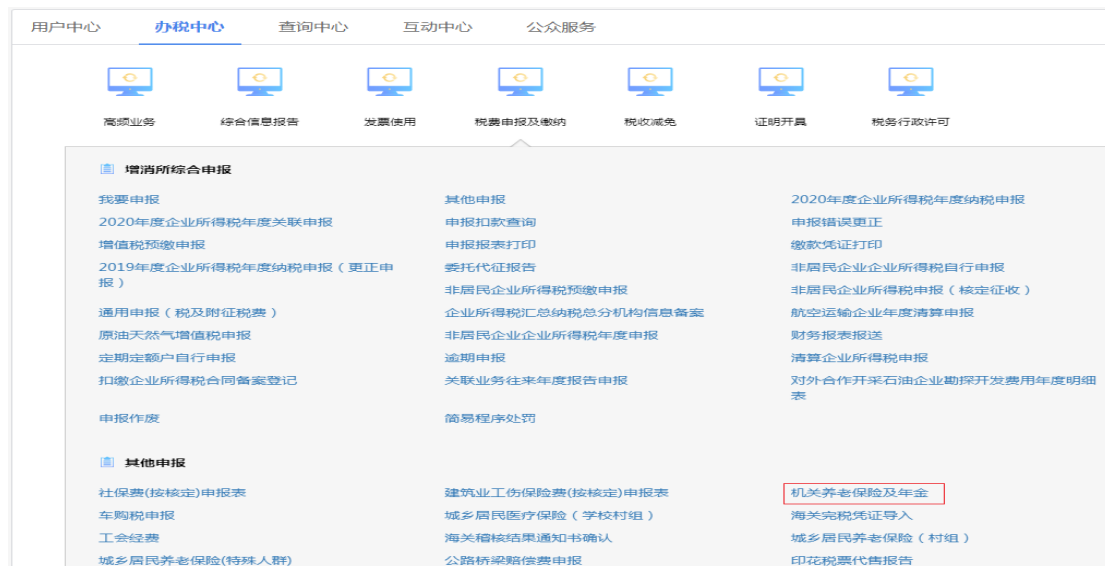 用户中心 办税中心 查询中心 互动中心 公众服务
高频业务 综合信息报告 发票使用 税费申报及缴纳 税收减免 证明开具 税务行政许可
增消所综合申报
我要申报 其他申报 2020年度企业所得税年度纳税申报
2020年度企业所得税年度关联申报 申报扣款查询 申报错误更正
增值税预缴申报 申报报表打印 缴款凭证打印
2019年度企业所得税年度纳税申报（更正申报） 委托代征报告 非居民企业企业所得税自行申报
非居民企业所得税预缴申报 非居民企业所得税申报（核定征收）
通用申报（税及附征税费） 企业所得税汇总纳税总分机构信息备案 航空运输企业年度清算申报
原油天然气增值税申报 非居民企业企业所得税年度申报 财务报表报送
定期定额户自行申报 逾期申报 清算企业所得税申报
扣缴企业所得税合同备案登记 关联业务往来年度报告申报 对外合作开采石油企业勘探开发费用年度明细表
申报作废 简易程序处罚
其他申报
社保费(按核定)申报表 建筑业工伤保险费(按核定)申报表 机关养老保险及年金
车购税申报 城乡居民医疗保险（学校村组） 海关完税凭证导入
工会经费 海关稽核结果通知书确认 城乡居民养老保险（村组）
城乡居民养老保险(特殊人群) 公路桥梁赔偿费申报 印花税票代售报告